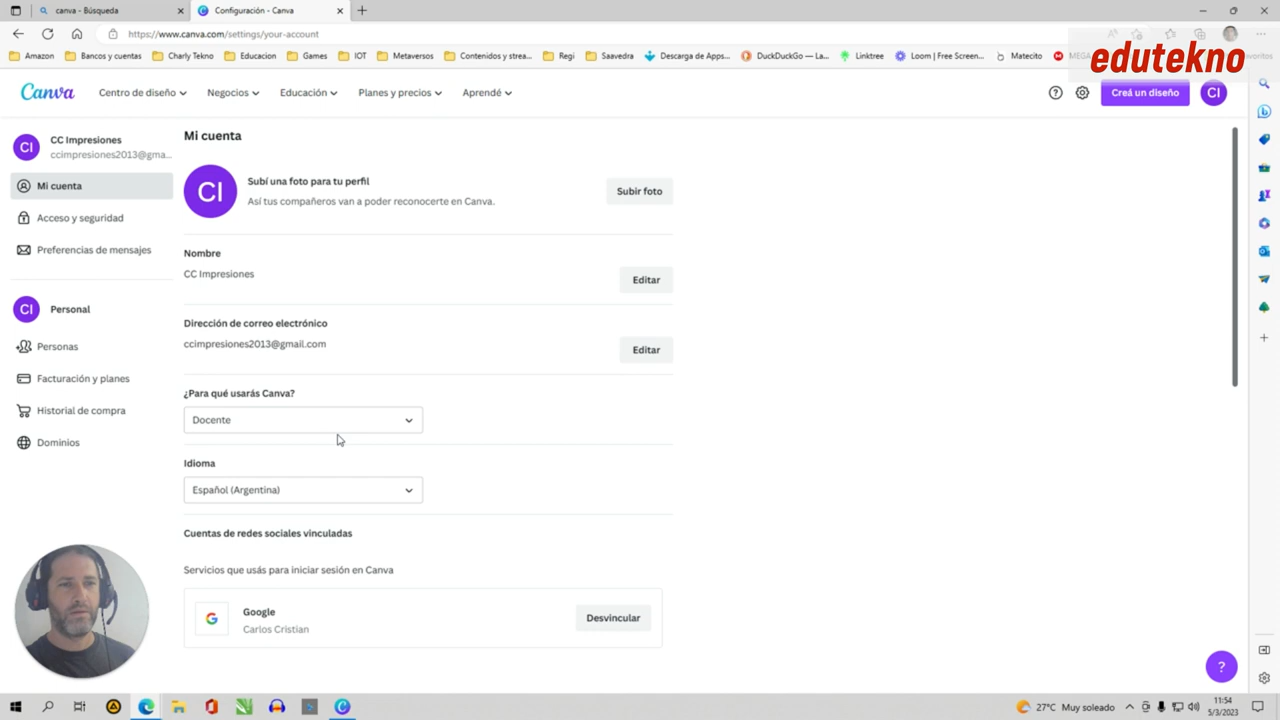 canva - Búsqueda
Configuración - Canva
https://www.canva.com/settings/your-account
Amazon
Bancos y cuentas
Charly Tekno
Educacion
Games
IOT
Metaversos
Contenidos y strea...
Regi
Saavedra
Descarga de Apps...
DuckDuckGo — La...
Linktree
Loom | Free Screen...
Matecito
MEGA
edutekno
Canva
Centro de diseño
Negocios
Educación
Planes y precios
Aprendé
Creá un diseño
CI
CI
CC Impresiones
ccimpresiones2013@gma...
Mi cuenta
Acceso y seguridad
Preferencias de mensajes
CI
Personal
Personas
Facturación y planes
Historial de compra
Dominios
Mi cuenta
CI
Subí una foto para tu perfil
Así tus compañeros van a poder reconocerte en Canva.
Subir foto
Nombre
CC Impresiones
Editar
Dirección de correo electrónico
ccimpresiones2013@gmail.com
Editar
¿Para qué usarás Canva?
Docente
Idioma
Español (Argentina)
Cuentas de redes sociales vinculadas
Servicios que usás para iniciar sesión en Canva
Google
Carlos Cristian
Desvincular
?
27°C Muy soleado
11:54
5/3/2023